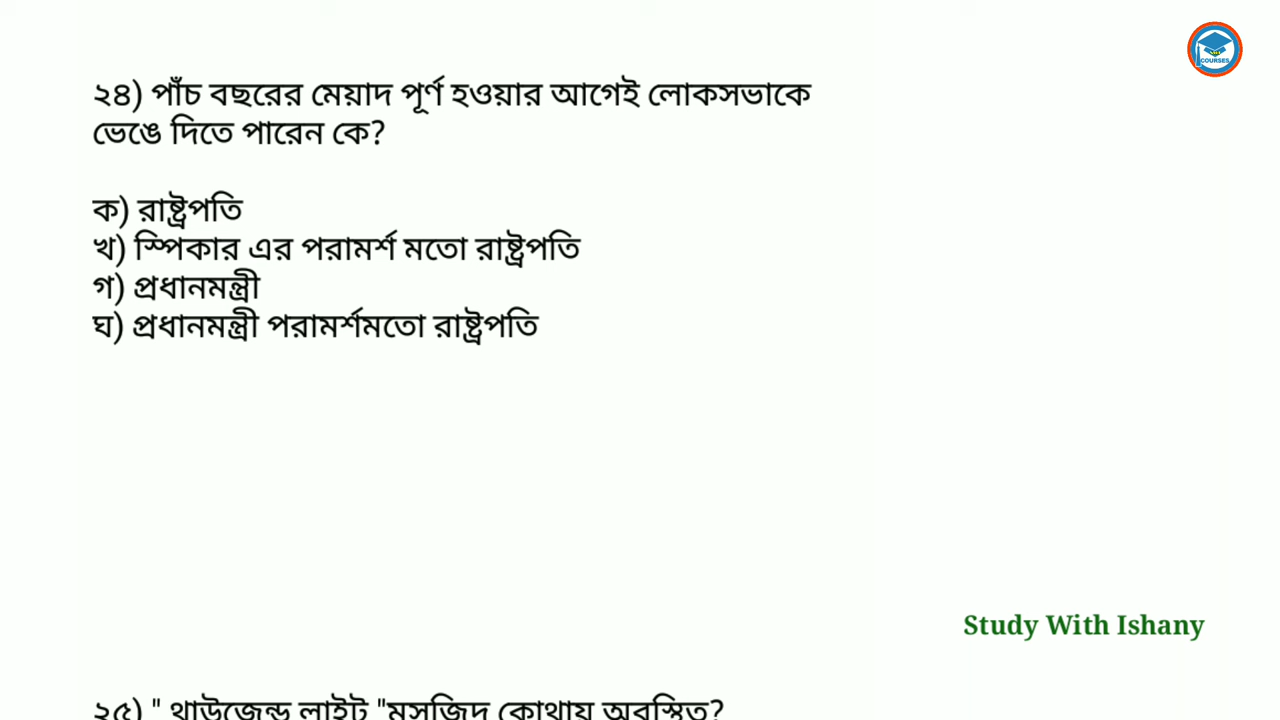 COURSES
২৪) পাঁচ বছরের মেয়াদ পূর্ণ হওয়ার আগেই লোকসভাকে
ভেঙে দিতে পারেন কে?
ক) রাষ্ট্রপতি
খ) স্পিকার এর পরামর্শ মতো রাষ্ট্রপতি
গ) প্রধানমন্ত্রী
ঘ) প্রধানমন্ত্রী পরামর্শমতো রাষ্ট্রপতি
Study With Ishany
২৫) " থাউজেন্ড লাইট "মসজিদ কোথায় অবস্থিত?